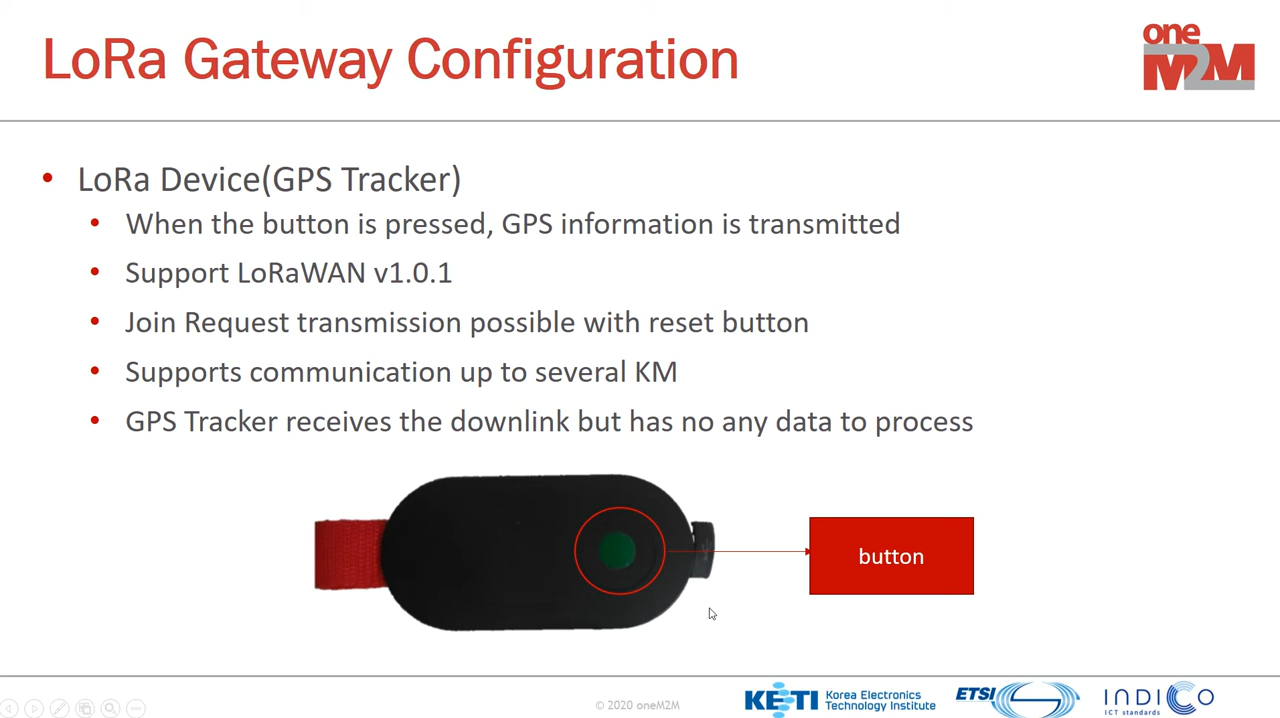 LoRa Gateway Configuration
one
M2M
LoRa Device(GPS Tracker)
When the button is pressed, GPS information is transmitted
Support LoRaWAN v1.0.1
Join Request transmission possible with reset button
Supports communication up to several KM
GPS Tracker receives the downlink but has no any data to process
button
© 2020 oneM2M
KETI Korea Electronics
Technology Institute
ETSI
INDICO
ICT standards